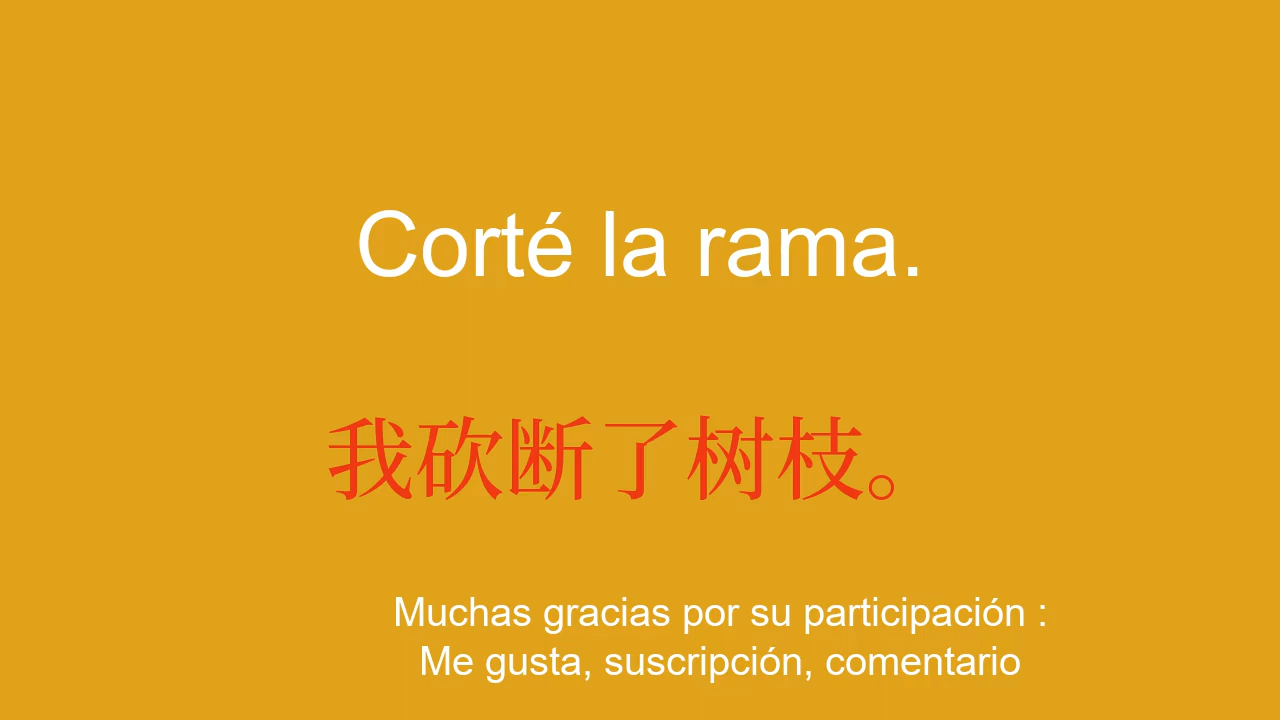 Corté la rama.
我砍断了树枝。
Muchas gracias por su participación :
Me gusta, suscripción, comentario